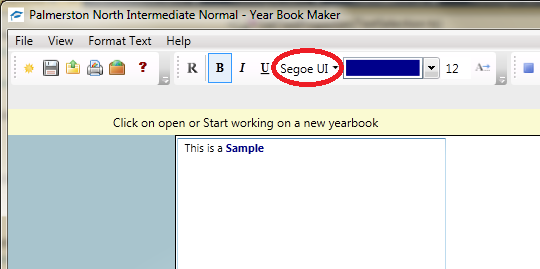 Palmerston North Intermediate Normal - Year Book Maker
File View Format Text Help
? R B I U Segoe UI 12 A
Click on open or Start working on a new yearbook
This is a Sample